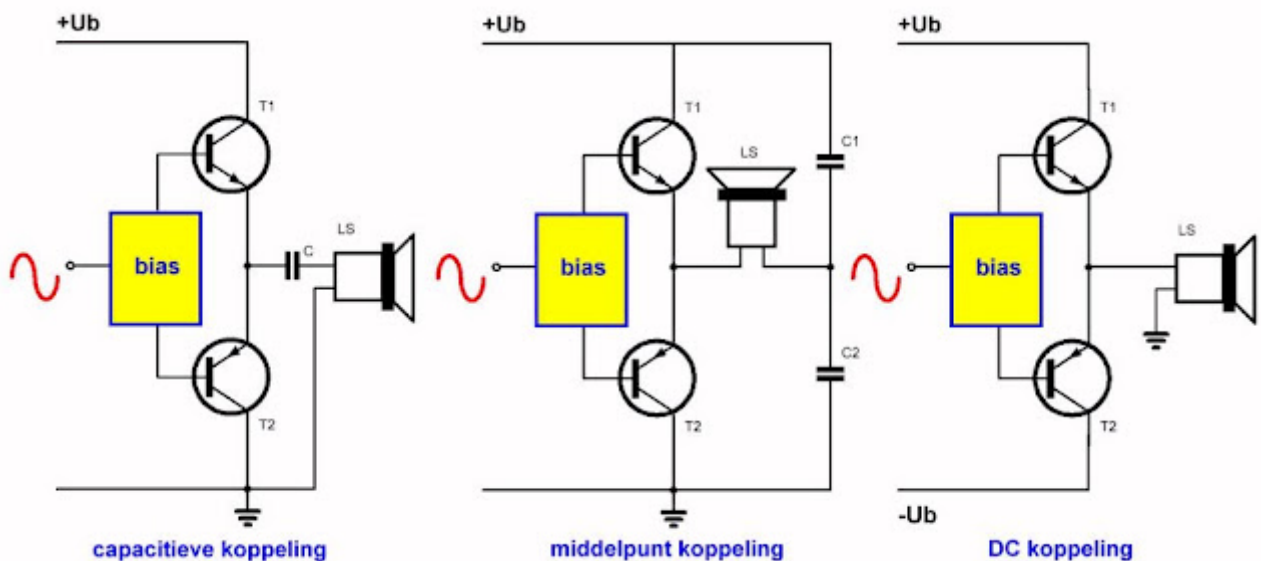 +Ub
T1
bias
LS
C
T2
capacitieve koppeling
+Ub
T1
LS
C1
bias
C2
T2
middelpunt koppeling
+Ub
T1
LS
bias
T2
-Ub
DC koppeling